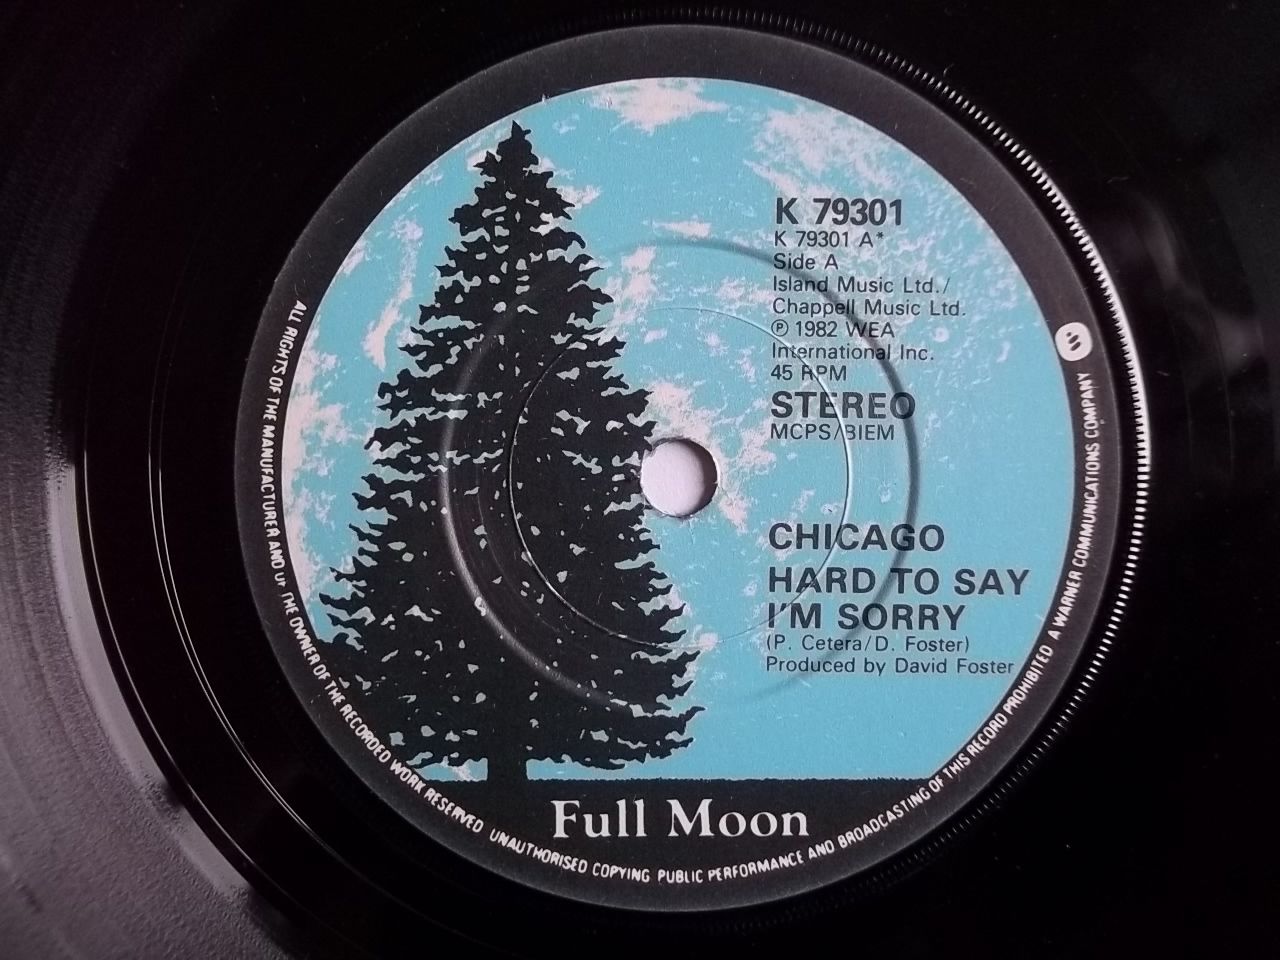 K 79301
K 79301 A*
Side A
Island Music Ltd./
Chappell Music Ltd.
Ⓟ 1982 WEA
International Inc.
45 RPM
STEREO
MCPS/BIEM
CHICAGO
HARD TO SAY
I'M SORRY
(P. Cetera/D. Foster)
Produced by David Foster
Full Moon
ALL RIGHTS OF THE MANUFACTURER AND OF THE OWNER OF THE RECORDED WORK RESERVED UNAUTHORISED COPYING PUBLIC PERFORMANCE AND BROADCASTING OF THIS RECORD PROHIBITED A WARNER COMMUNICATIONS COMPANY